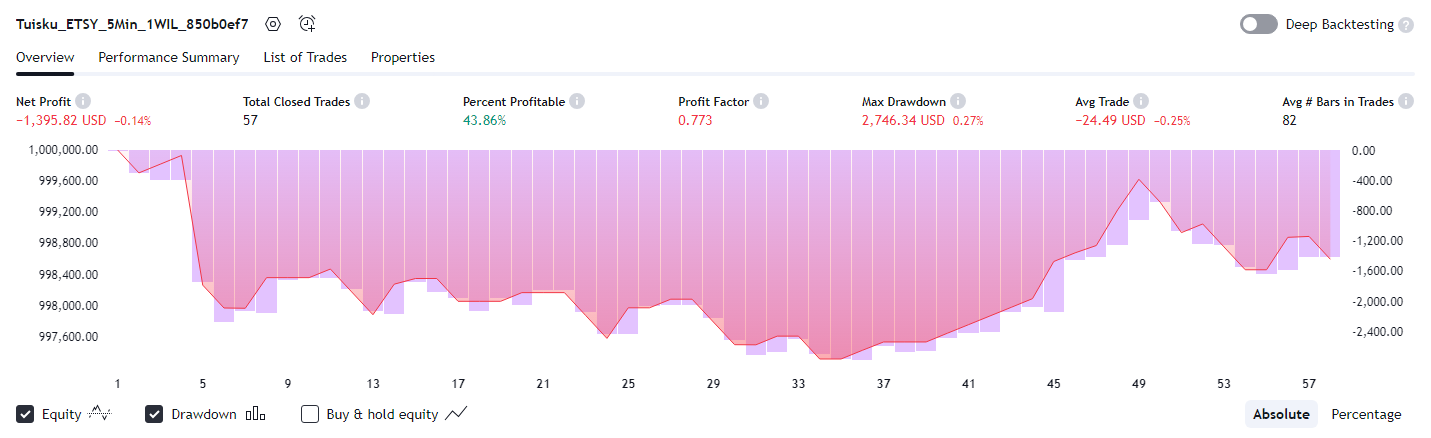 Tuisku_ETSY_5Min_1WIL_850b0ef7 Deep Backtesting ?
Overview Performance Summary List of Trades Properties
Net Profit i Total Closed Trades i Percent Profitable i Profit Factor i Max Drawdown i Avg Trade i Avg # Bars in Trades i
−1,395.82 USD −0.14% 57 43.86% 0.773 2,746.34 USD 0.27% −24.49 USD −0.25% 82
1,000,000.00 0.00
999,600.00 −400.00
999,200.00 −800.00
998,800.00 −1,200.00
998,400.00 −1,600.00
998,000.00 −2,000.00
997,600.00 −2,400.00
1 5 9 13 17 21 25 29 33 37 41 45 49 53 57
Equity Drawdown Buy & hold equity Absolute Percentage